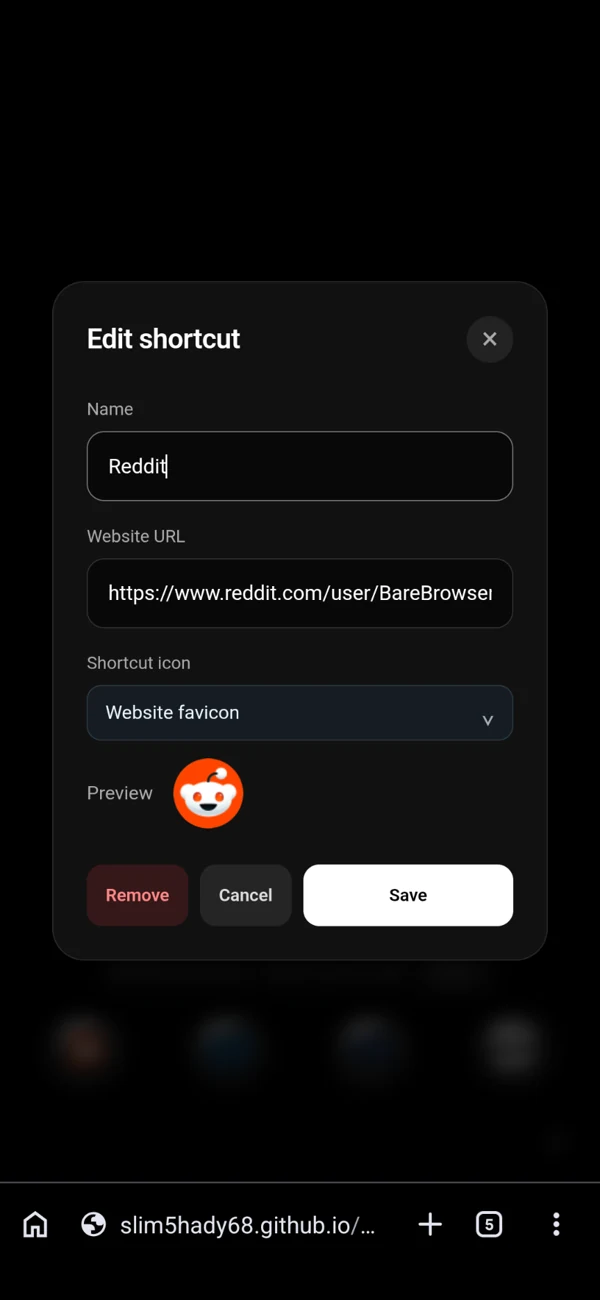 Edit shortcut
Name
Reddit
Website URL
https://www.reddit.com/user/BareBrowser
Shortcut icon
Website favicon
Preview
Remove
Cancel
Save
slim5hady68.github.io/...
5